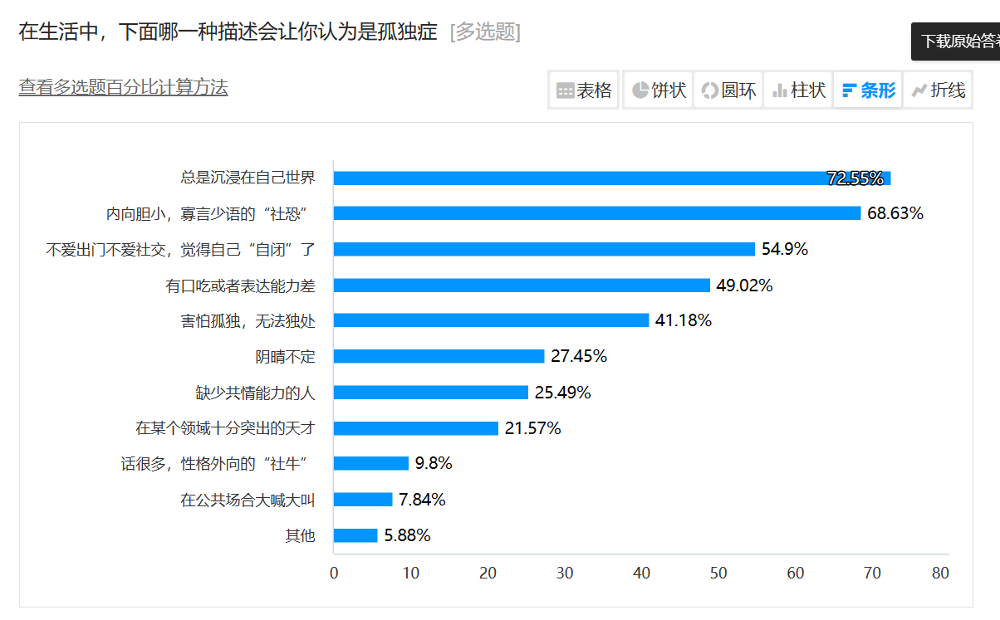 在生活中，下面哪一种描述会让你认为是孤独症 [多选题]
下载原始答
查看多选题百分比计算方法
表格 饼状 圆环 柱状 条形 折线
总是沉浸在自己世界 72.55%
内向胆小，寡言少语的“社恐” 68.63%
不爱出门不爱社交，觉得自己“自闭”了 54.9%
有口吃或者表达能力差 49.02%
害怕孤独，无法独处 41.18%
阴晴不定 27.45%
缺少共情能力的人 25.49%
在某个领域十分突出的天才 21.57%
话很多，性格外向的“社牛” 9.8%
在公共场合大喊大叫 7.84%
其他 5.88%
0 10 20 30 40 50 60 70 80